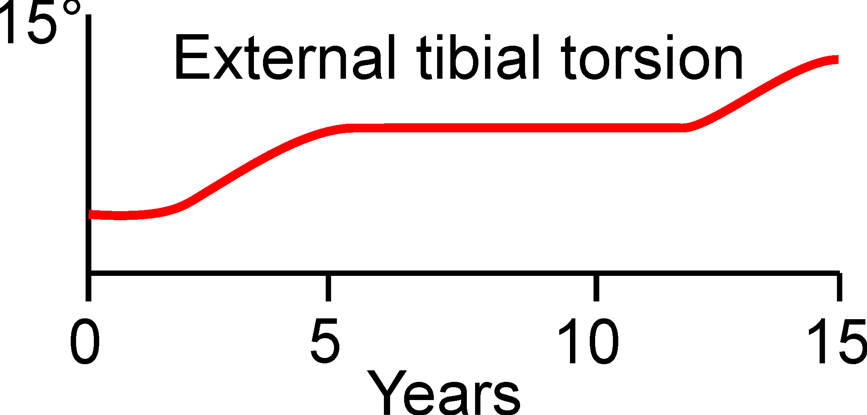 15°
External tibial torsion
0 5 10 15
Years